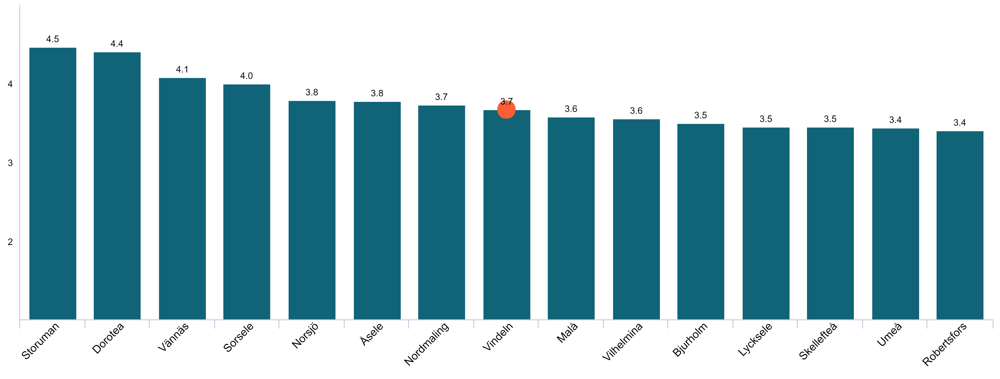 4.5
4.4
4.1
4.0
3.8
3.8
3.7
3.7
3.6
3.6
3.5
3.5
3.5
3.4
3.4
4
3
2
Storuman
Dorotea
Vännäs
Sorsele
Norsjö
Åsele
Nordmaling
Vindeln
Malå
Vilhelmina
Bjurholm
Lycksele
Skellefteå
Umeå
Robertsfors